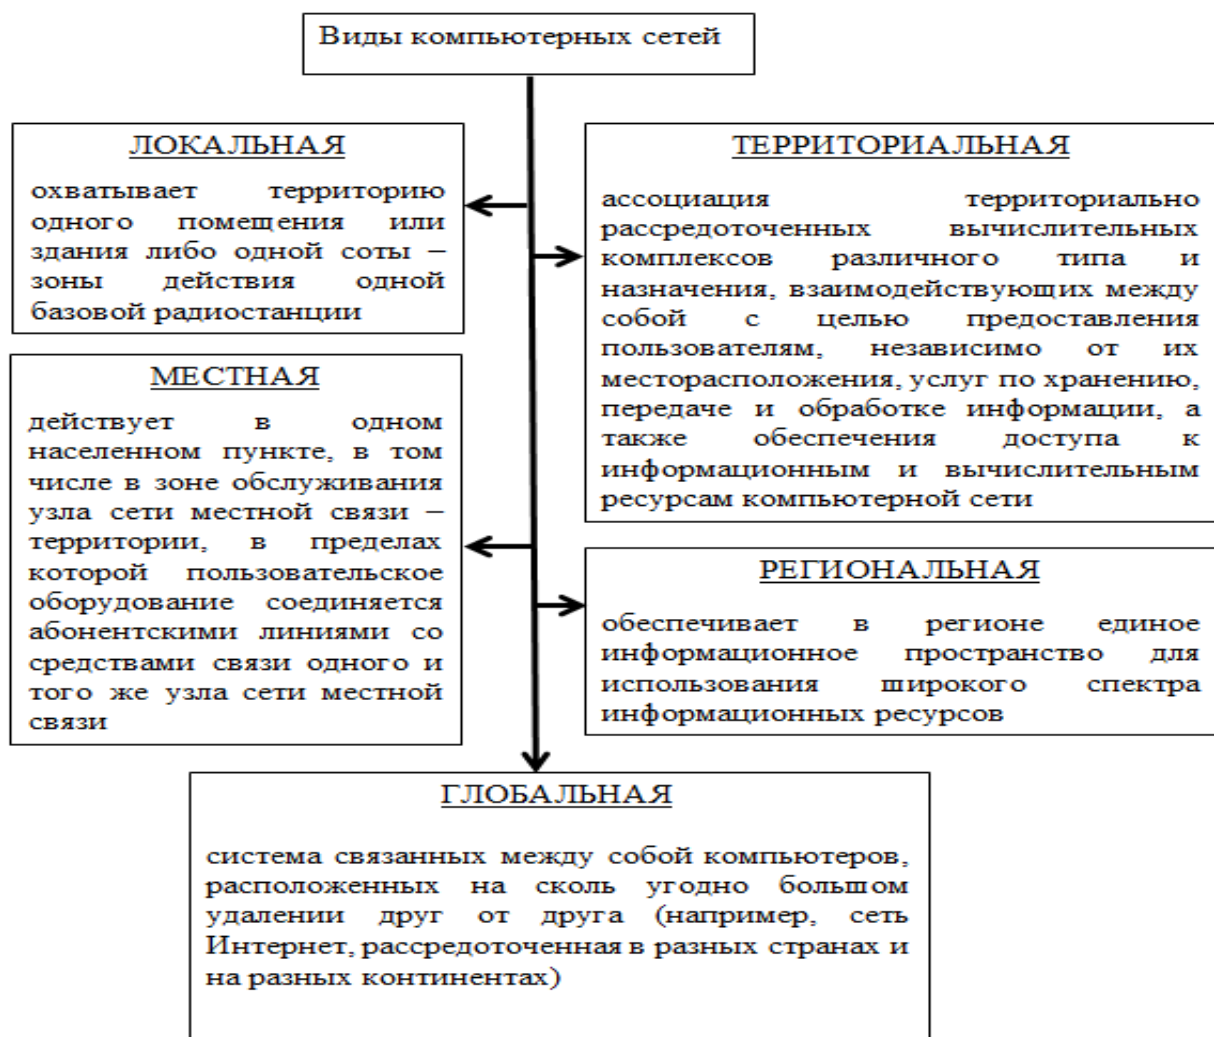 Виды компьютерных сетей
ЛОКАЛЬНАЯ
охватывает территорию
одного помещения или
здания либо одной соты –
зоны действия одной
базовой радиостанции
ТЕРРИТОРИАЛЬНАЯ
ассоциация территориально
рассредоточенных вычислительных
комплексов различного типа и
назначения, взаимодействующих между
собой с целью предоставления
пользователям, независимо от их
месторасположения, услуг по хранению,
передаче и обработке информации, а
также обеспечения доступа к
информационным и вычислительным
ресурсам компьютерной сети
МЕСТНАЯ
действует в одном
населенном пункте, в том
числе в зоне обслуживания
узла сети местной связи –
территории, в пределах
которой пользовательское
оборудование соединяется
абонентскими линиями со
средствами связи одного и
того же узла сети местной
связи
РЕГИОНАЛЬНАЯ
обеспечивает в регионе единое
информационное пространство для
использования широкого спектра
информационных ресурсов
ГЛОБАЛЬНАЯ
система связанных между собой компьютеров,
расположенных на сколь угодно большом
удалении друг от друга (например, сеть
Интернет, рассредоточенная в разных странах и
на разных континентах)